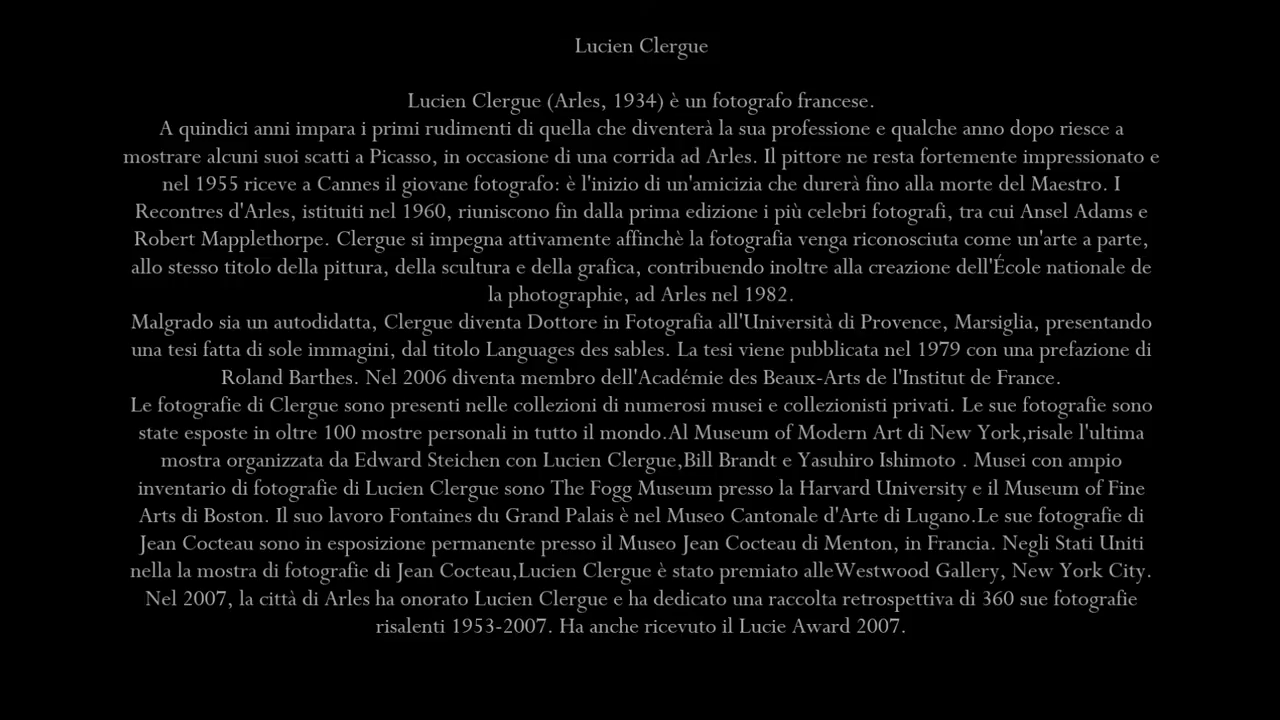 Lucien Clergue
Lucien Clergue (Arles, 1934) è un fotografo francese.
A quindici anni impara i primi rudimenti di quella che diventerà la sua professione e qualche anno dopo riesce a
mostrare alcuni suoi scatti a Picasso, in occasione di una corrida ad Arles. Il pittore ne resta fortemente impressionato e
nel 1955 riceve a Cannes il giovane fotografo: è l'inizio di un'amicizia che durerà fino alla morte del Maestro. I
Recontres d'Arles, istituiti nel 1960, riuniscono fin dalla prima edizione i più celebri fotografi, tra cui Ansel Adams e
Robert Mapplethorpe. Clergue si impegna attivamente affinchè la fotografia venga riconosciuta come un'arte a parte,
allo stesso titolo della pittura, della scultura e della grafica, contribuendo inoltre alla creazione dell'École nationale de
la photographie, ad Arles nel 1982.
Malgrado sia un autodidatta, Clergue diventa Dottore in Fotografia all'Università di Provence, Marsiglia, presentando
una tesi fatta di sole immagini, dal titolo Languages des sables. La tesi viene pubblicata nel 1979 con una prefazione di
Roland Barthes. Nel 2006 diventa membro dell'Académie des Beaux-Arts de l'Institut de France.
Le fotografie di Clergue sono presenti nelle collezioni di numerosi musei e collezionisti privati. Le sue fotografie sono
state esposte in oltre 100 mostre personali in tutto il mondo.Al Museum of Modern Art di New York,risale l'ultima
mostra organizzata da Edward Steichen con Lucien Clergue,Bill Brandt e Yasuhiro Ishimoto . Musei con ampio
inventario di fotografie di Lucien Clergue sono The Fogg Museum presso la Harvard University e il Museum of Fine
Arts di Boston. Il suo lavoro Fontaines du Grand Palais è nel Museo Cantonale d'Arte di Lugano.Le sue fotografie di
Jean Cocteau sono in esposizione permanente presso il Museo Jean Cocteau di Menton, in Francia. Negli Stati Uniti
nella la mostra di fotografie di Jean Cocteau,Lucien Clergue è stato premiato alleWestwood Gallery, New York City.
Nel 2007, la città di Arles ha onorato Lucien Clergue e ha dedicato una raccolta retrospettiva di 360 sue fotografie
risalenti 1953-2007. Ha anche ricevuto il Lucie Award 2007.